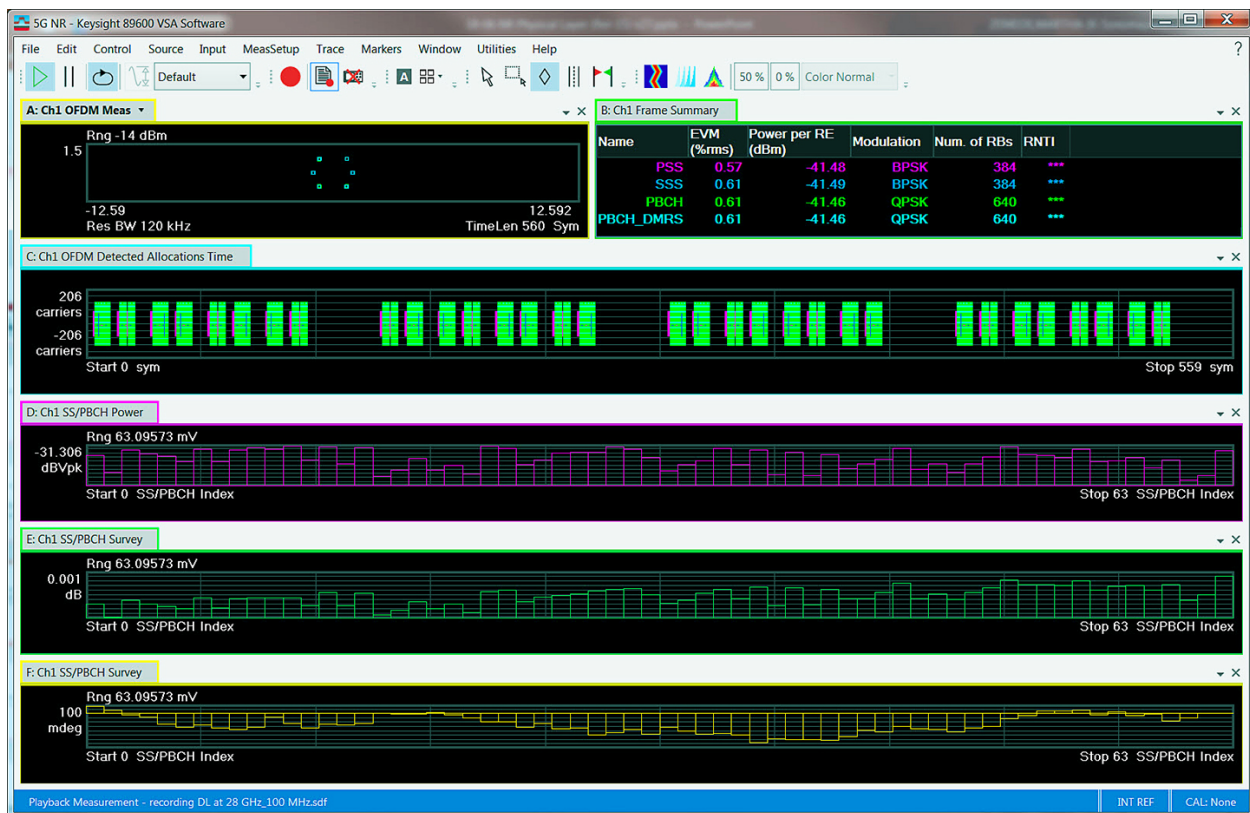 5G NR - Keysight 89600 VSA Software
File Edit Control Source Input MeasSetup Trace Markers Window Utilities Help ?
Default A 50 % 0 % Color Normal
A: Ch1 OFDM Meas
Rng -14 dBm
1.5
-12.59 12.592
Res BW 120 kHz TimeLen 560 Sym
B: Ch1 Frame Summary
Name EVM (%rms) Power per RE (dBm) Modulation Num. of RBs RNTI
PSS 0.57 -41.48 BPSK 384 ***
SSS 0.61 -41.49 BPSK 384 ***
PBCH 0.61 -41.46 QPSK 640 ***
PBCH_DMRS 0.61 -41.46 QPSK 640 ***
C: Ch1 OFDM Detected Allocations Time
206
carriers
-206
carriers
Start 0 sym Stop 559 sym
D: Ch1 SS/PBCH Power
Rng 63.09573 mV
-31.306
dBVpk
Start 0 SS/PBCH Index Stop 63 SS/PBCH Index
E: Ch1 SS/PBCH Survey
Rng 63.09573 mV
0.001
dB
Start 0 SS/PBCH Index Stop 63 SS/PBCH Index
F: Ch1 SS/PBCH Survey
Rng 63.09573 mV
100
mdeg
Start 0 SS/PBCH Index Stop 63 SS/PBCH Index
Playback Measurement - recording DL at 28 GHz_100 MHz.sdf INT REF CAL: None